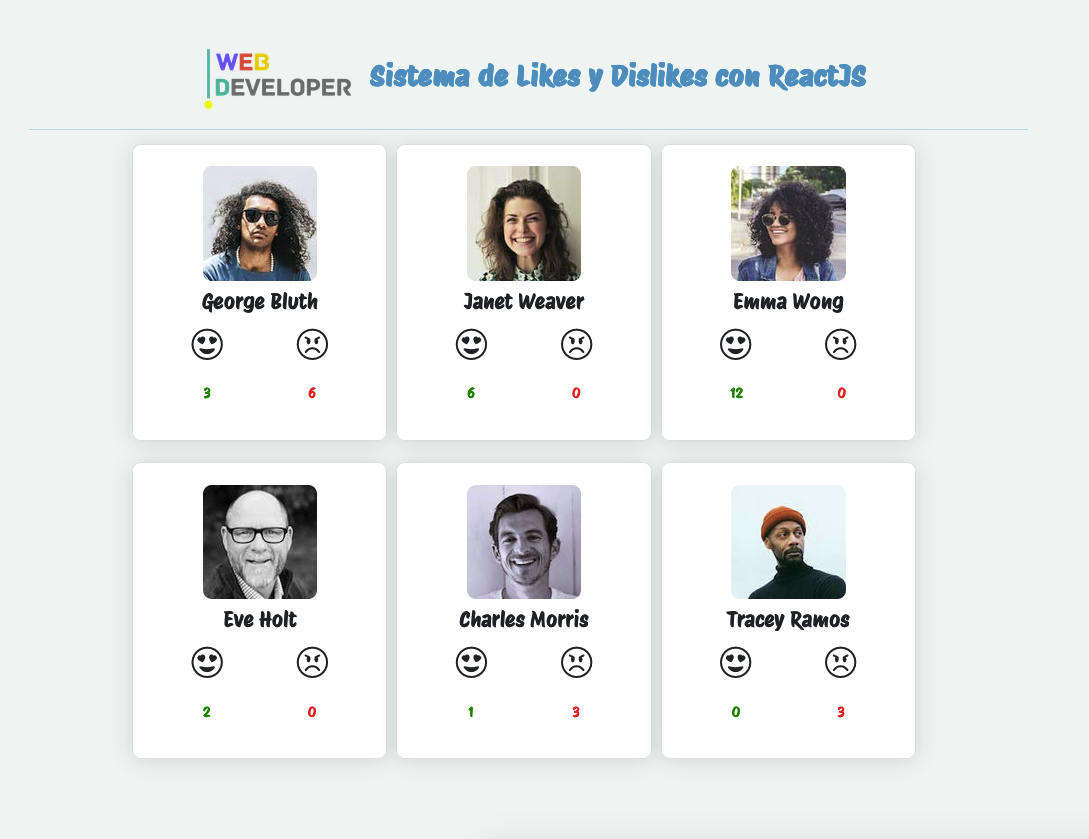 WEB
DEVELOPER
Sistema de Likes y Dislikes con ReactJS
George Bluth
3 6
Janet Weaver
6 0
Emma Wong
12 0
Eve Holt
2 0
Charles Morris
1 3
Tracey Ramos
0 3